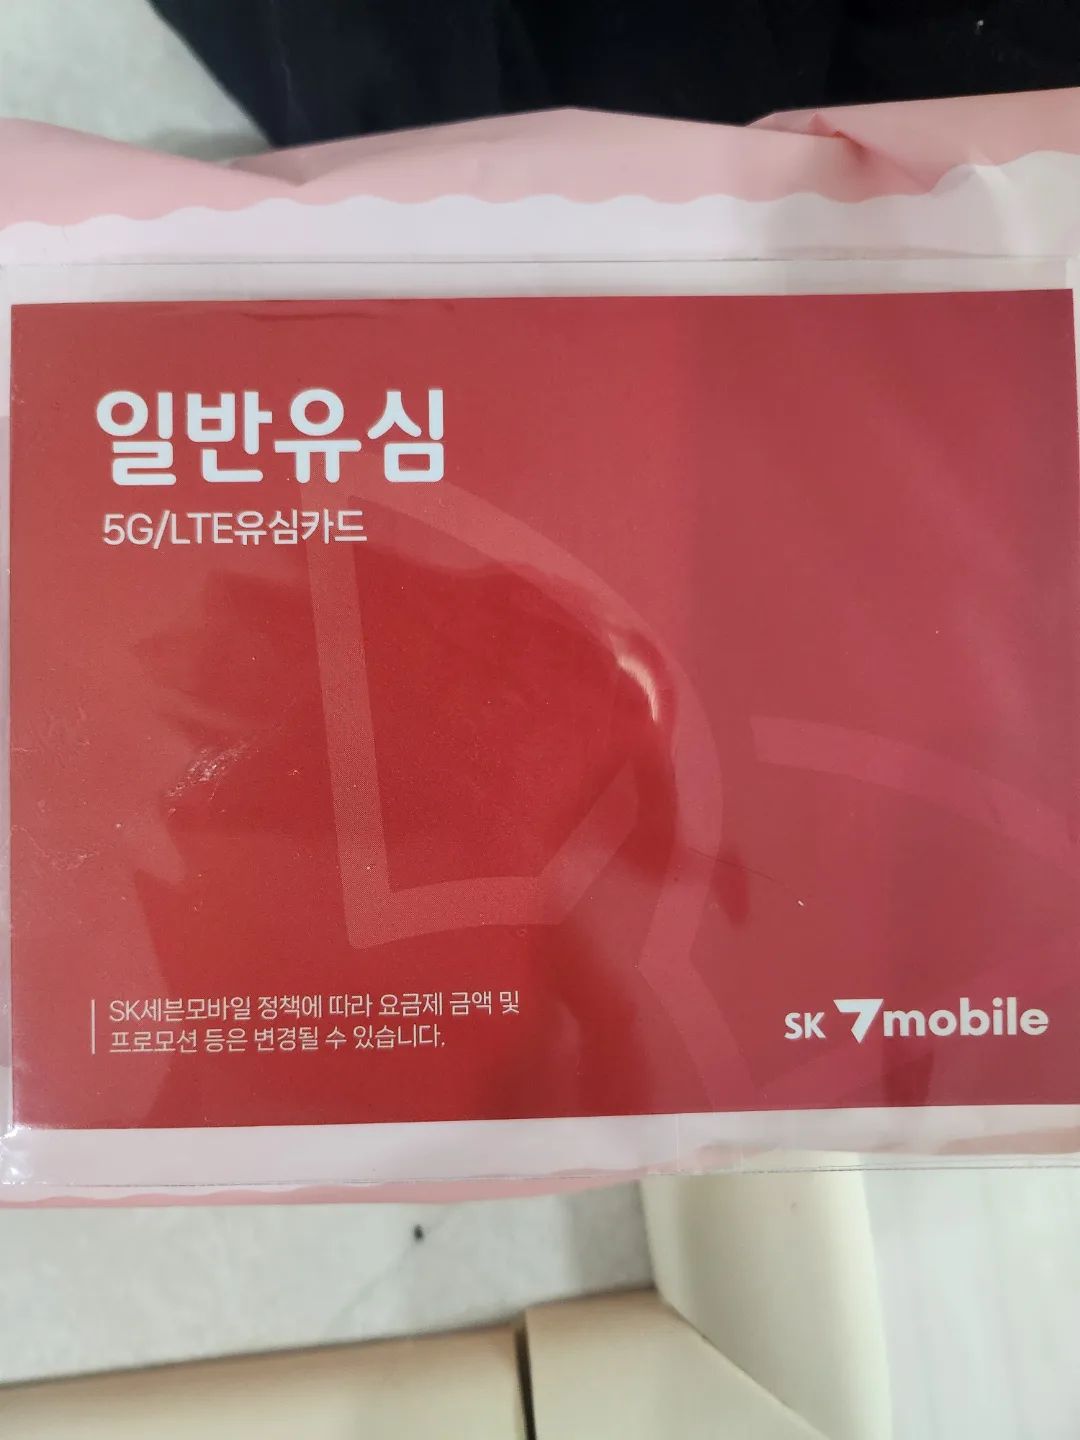 일반유심
5G/LTE유심카드
SK세븐모바일 정책에 따라 요금제 금액 및
프로모션 등은 변경될 수 있습니다.
SK 7mobile